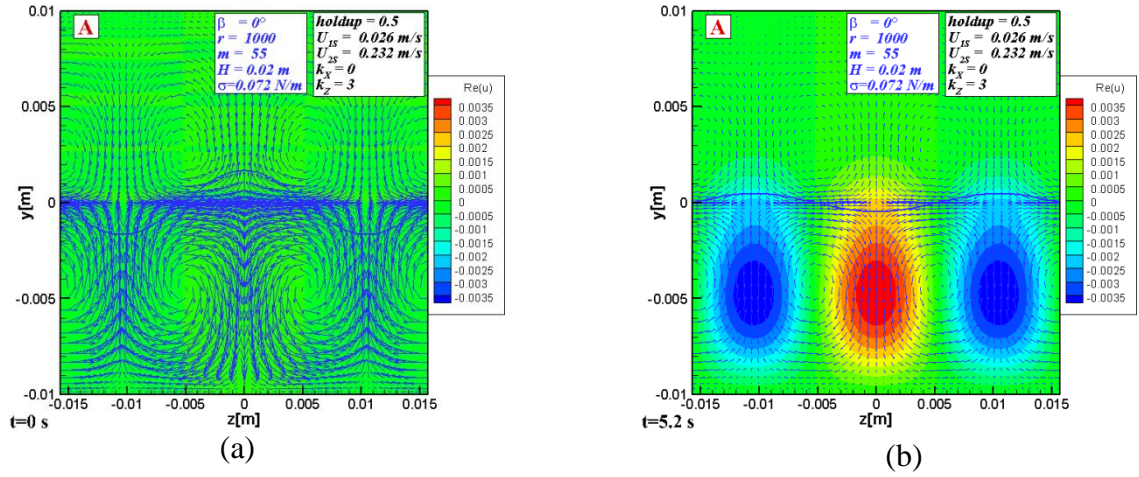 A
β = 0°
r = 1000
m = 55
H = 0.02 m
σ=0.072 N/m
holdup = 0.5
U1S = 0.026 m/s
U2S = 0.232 m/s
kX = 0
kZ = 3
Re(u)
0.0035
0.003
0.0025
0.002
0.0015
0.001
0.0005
0
-0.0005
-0.001
-0.0015
-0.002
-0.0025
-0.003
-0.0035
0.01
0.005
0
-0.005
-0.01
y[m]
-0.015
-0.01
-0.005
0
0.005
0.01
0.015
z[m]
t=0 s
(a)
A
β = 0°
r = 1000
m = 55
H = 0.02 m
σ=0.072 N/m
holdup = 0.5
U1S = 0.026 m/s
U2S = 0.232 m/s
kX = 0
kZ = 3
Re(u)
0.0035
0.003
0.0025
0.002
0.0015
0.001
0.0005
0
-0.0005
-0.001
-0.0015
-0.002
-0.0025
-0.003
-0.0035
0.01
0.005
0
-0.005
-0.01
y[m]
-0.015
-0.01
-0.005
0
0.005
0.01
0.015
z[m]
t=5.2 s
(b)